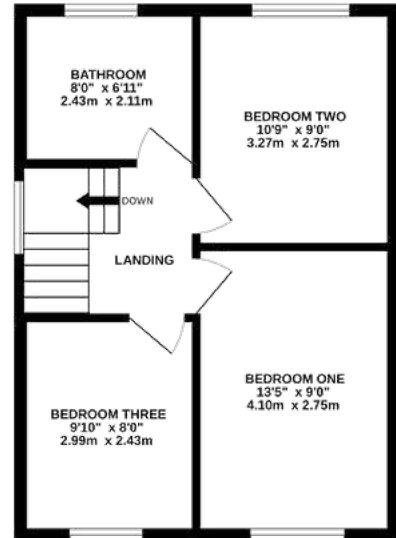 BATHROOM
8'0" x 6'11"
2.43m x 2.11m
BEDROOM TWO
10'9" x 9'0"
3.27m x 2.75m
DOWN
LANDING
BEDROOM ONE
13'5" x 9'0"
4.10m x 2.75m
BEDROOM THREE
9'10" x 8'0"
2.99m x 2.43m